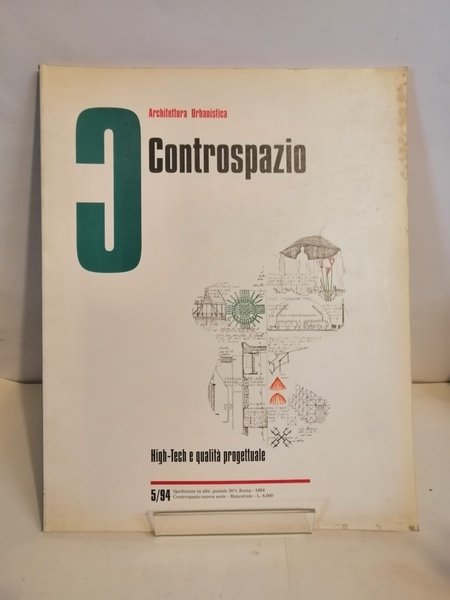 Architettura Urbanistica
C
Controspazio
High-Tech e qualità progettuale
5/94
Spedizione in abb. postale 50% Roma - 1994
Controspazio nuova serie - Bimestrale - L. 8.000